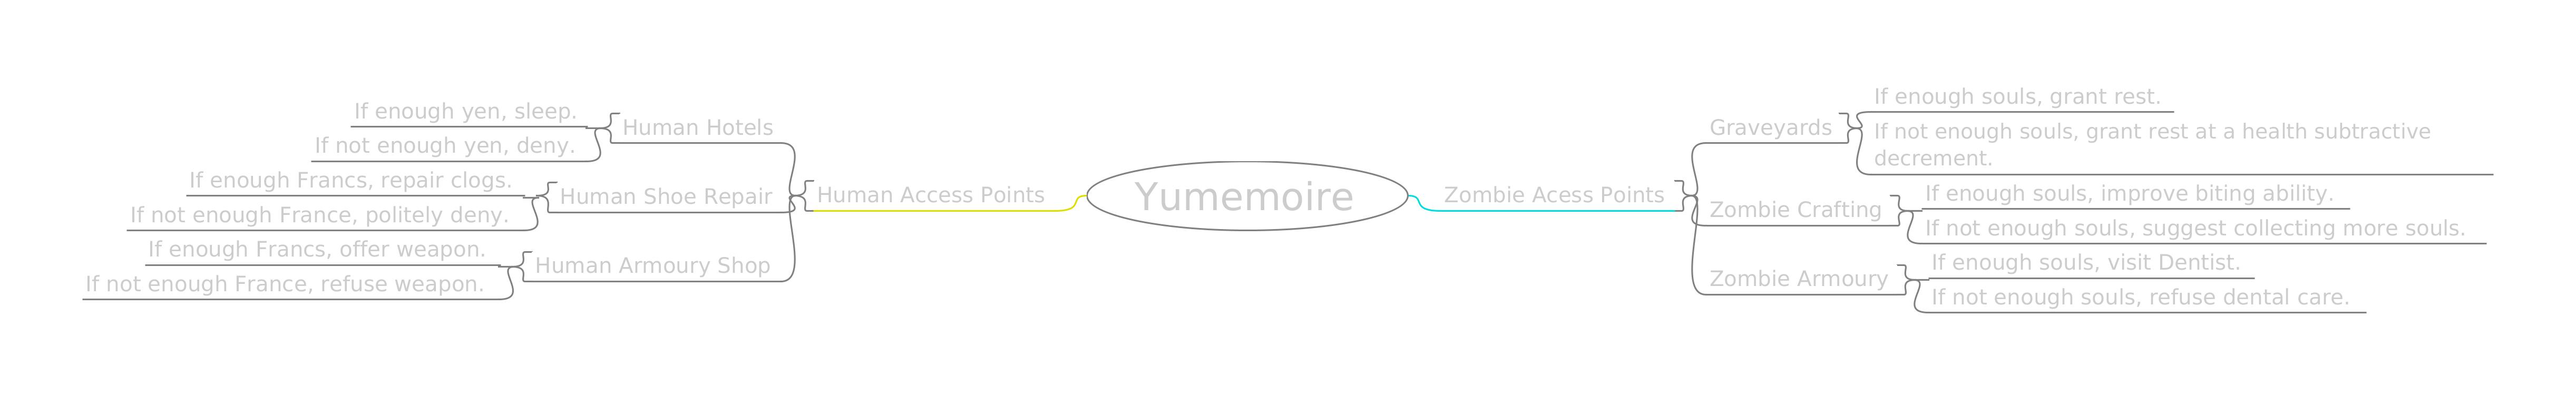 Yumemoire
Human Access Points
Human Hotels
If enough yen, sleep.
If not enough yen, deny.
Human Shoe Repair
If enough Francs, repair clogs.
If not enough France, politely deny.
Human Armoury Shop
If enough Francs, offer weapon.
If not enough France, refuse weapon.
Zombie Acess Points
Graveyards
If enough souls, grant rest.
If not enough souls, grant rest at a health subtractive
decrement.
Zombie Crafting
If enough souls, improve biting ability.
If not enough souls, suggest collecting more souls.
Zombie Armoury
If enough souls, visit Dentist.
If not enough souls, refuse dental care.